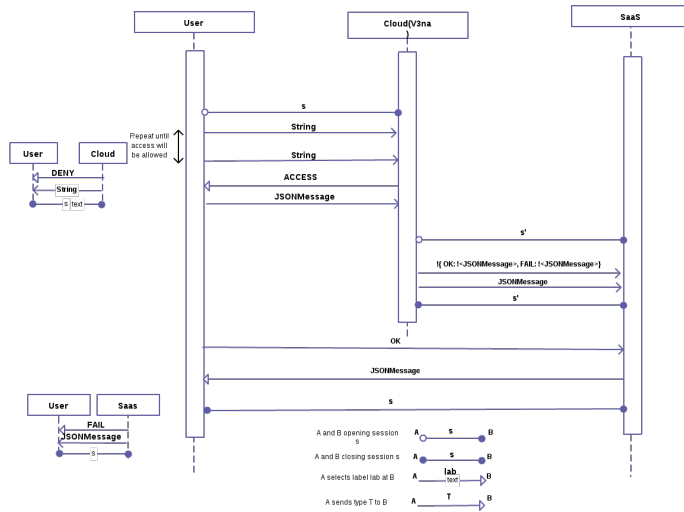 User
Cloud(V3na
)
SaaS
s
String
Repeat until
access will
be allowed
String
User
Cloud
DENY
String
s text
ACCESS
JSONMessage
s'
!{ OK: !<JSONMessage>, FAIL: !<JSONMessage>}
JSONMessage
s'
OK
JSONMessage
s
User
Saas
FAIL
JSONMessage
s
A and B opening session
s
A s B
A and B closing session s
A s B
A selects label lab at B
A lab B
text
A sends type T to B
A T B